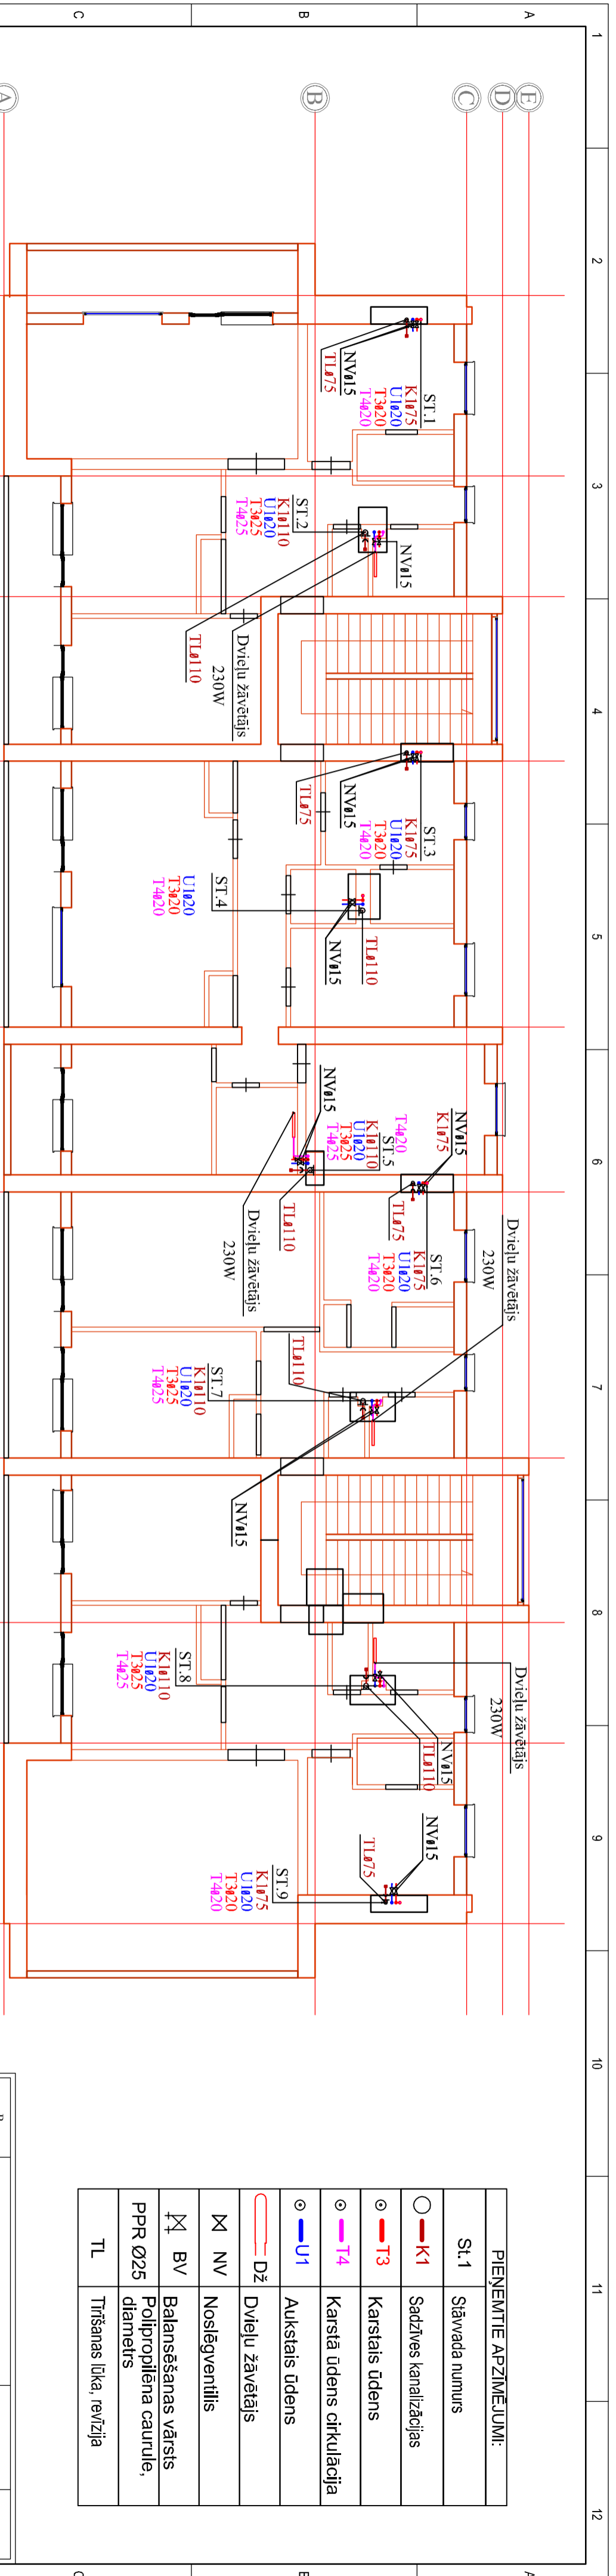 1
2
3
4
5
6
7
8
9
10
11
12
A
B
C
E
D
C
B
A
ST.1
K1ø75
U1ø20
T3ø20
T4ø20
NVø15
TLø75
ST.2
K1ø110
U1ø20
T3ø25
T4ø25
NVø15
Dvieļu žāvētājs
230W
TLø110
ST.3
K1ø75
U1ø20
T3ø20
T4ø20
NVø15
TLø75
ST.4
U1ø20
T3ø20
T4ø20
TLø110
NVø15
NVø15
K1ø75
T4ø20
ST.5
K1ø110
U1ø20
T3ø25
T4ø25
NVø15
TLø110
Dvieļu žāvētājs
230W
ST.6
K1ø75
U1ø20
T3ø20
T4ø20
TLø75
Dvieļu žāvētājs
230W
ST.7
K1ø110
U1ø20
T3ø25
T4ø25
TLø110
NVø15
ST.8
K1ø110
U1ø20
T3ø25
T4ø25
Dvieļu žāvētājs
230W
NVø15
TLø110
ST.9
K1ø75
U1ø20
T3ø20
T4ø20
NVø15
TLø75
PIEŅEMTIE APZĪMĒJUMI:
St.1 Stāvvada numurs
K1 Sadzīves kanalizācijas
T3 Karstais ūdens
T4 Karstā ūdens cirkulācija
U1 Aukstais ūdens
Dž Dvieļu žāvētājs
NV Noslēgventilis
BV Balansēšanas vārsts
PPR Ø25 Polipropilēna caurule,
diametrs
TL Tīrīšanas lūka, revīzija